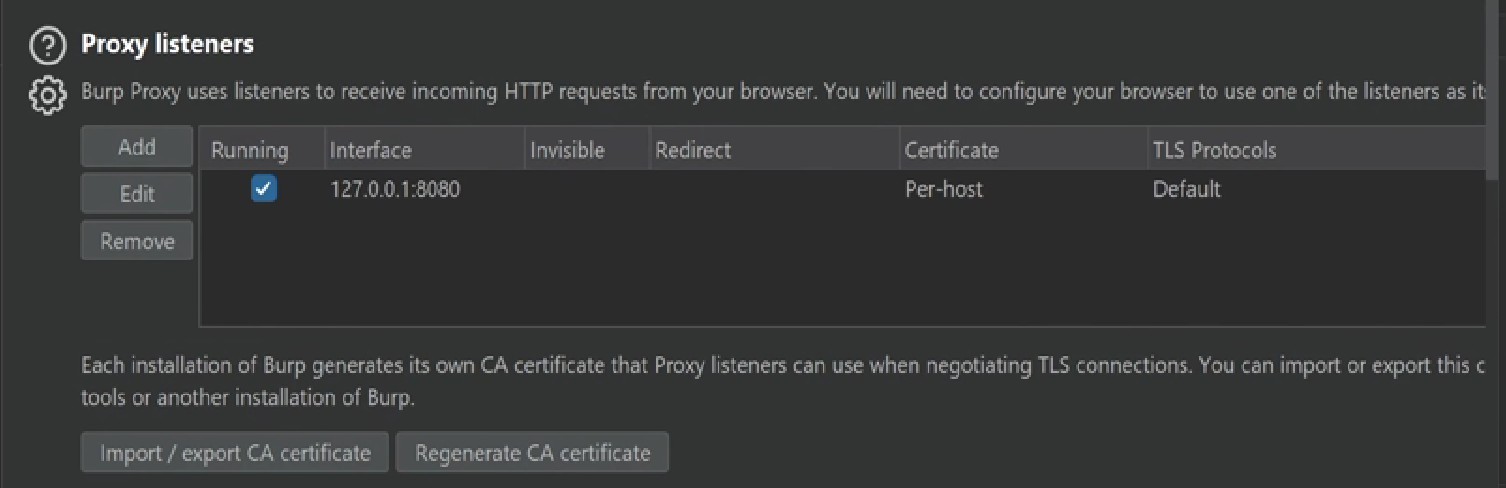 Proxy listeners
Burp Proxy uses listeners to receive incoming HTTP requests from your browser. You will need to configure your browser to use one of the listeners as it
Add
Running Interface Invisible Redirect Certificate TLS Protocols
Edit
127.0.0.1:8080 Per-host Default
Remove
Each installation of Burp generates its own CA certificate that Proxy listeners can use when negotiating TLS connections. You can import or export this c
tools or another installation of Burp.
Import / export CA certificate Regenerate CA certificate